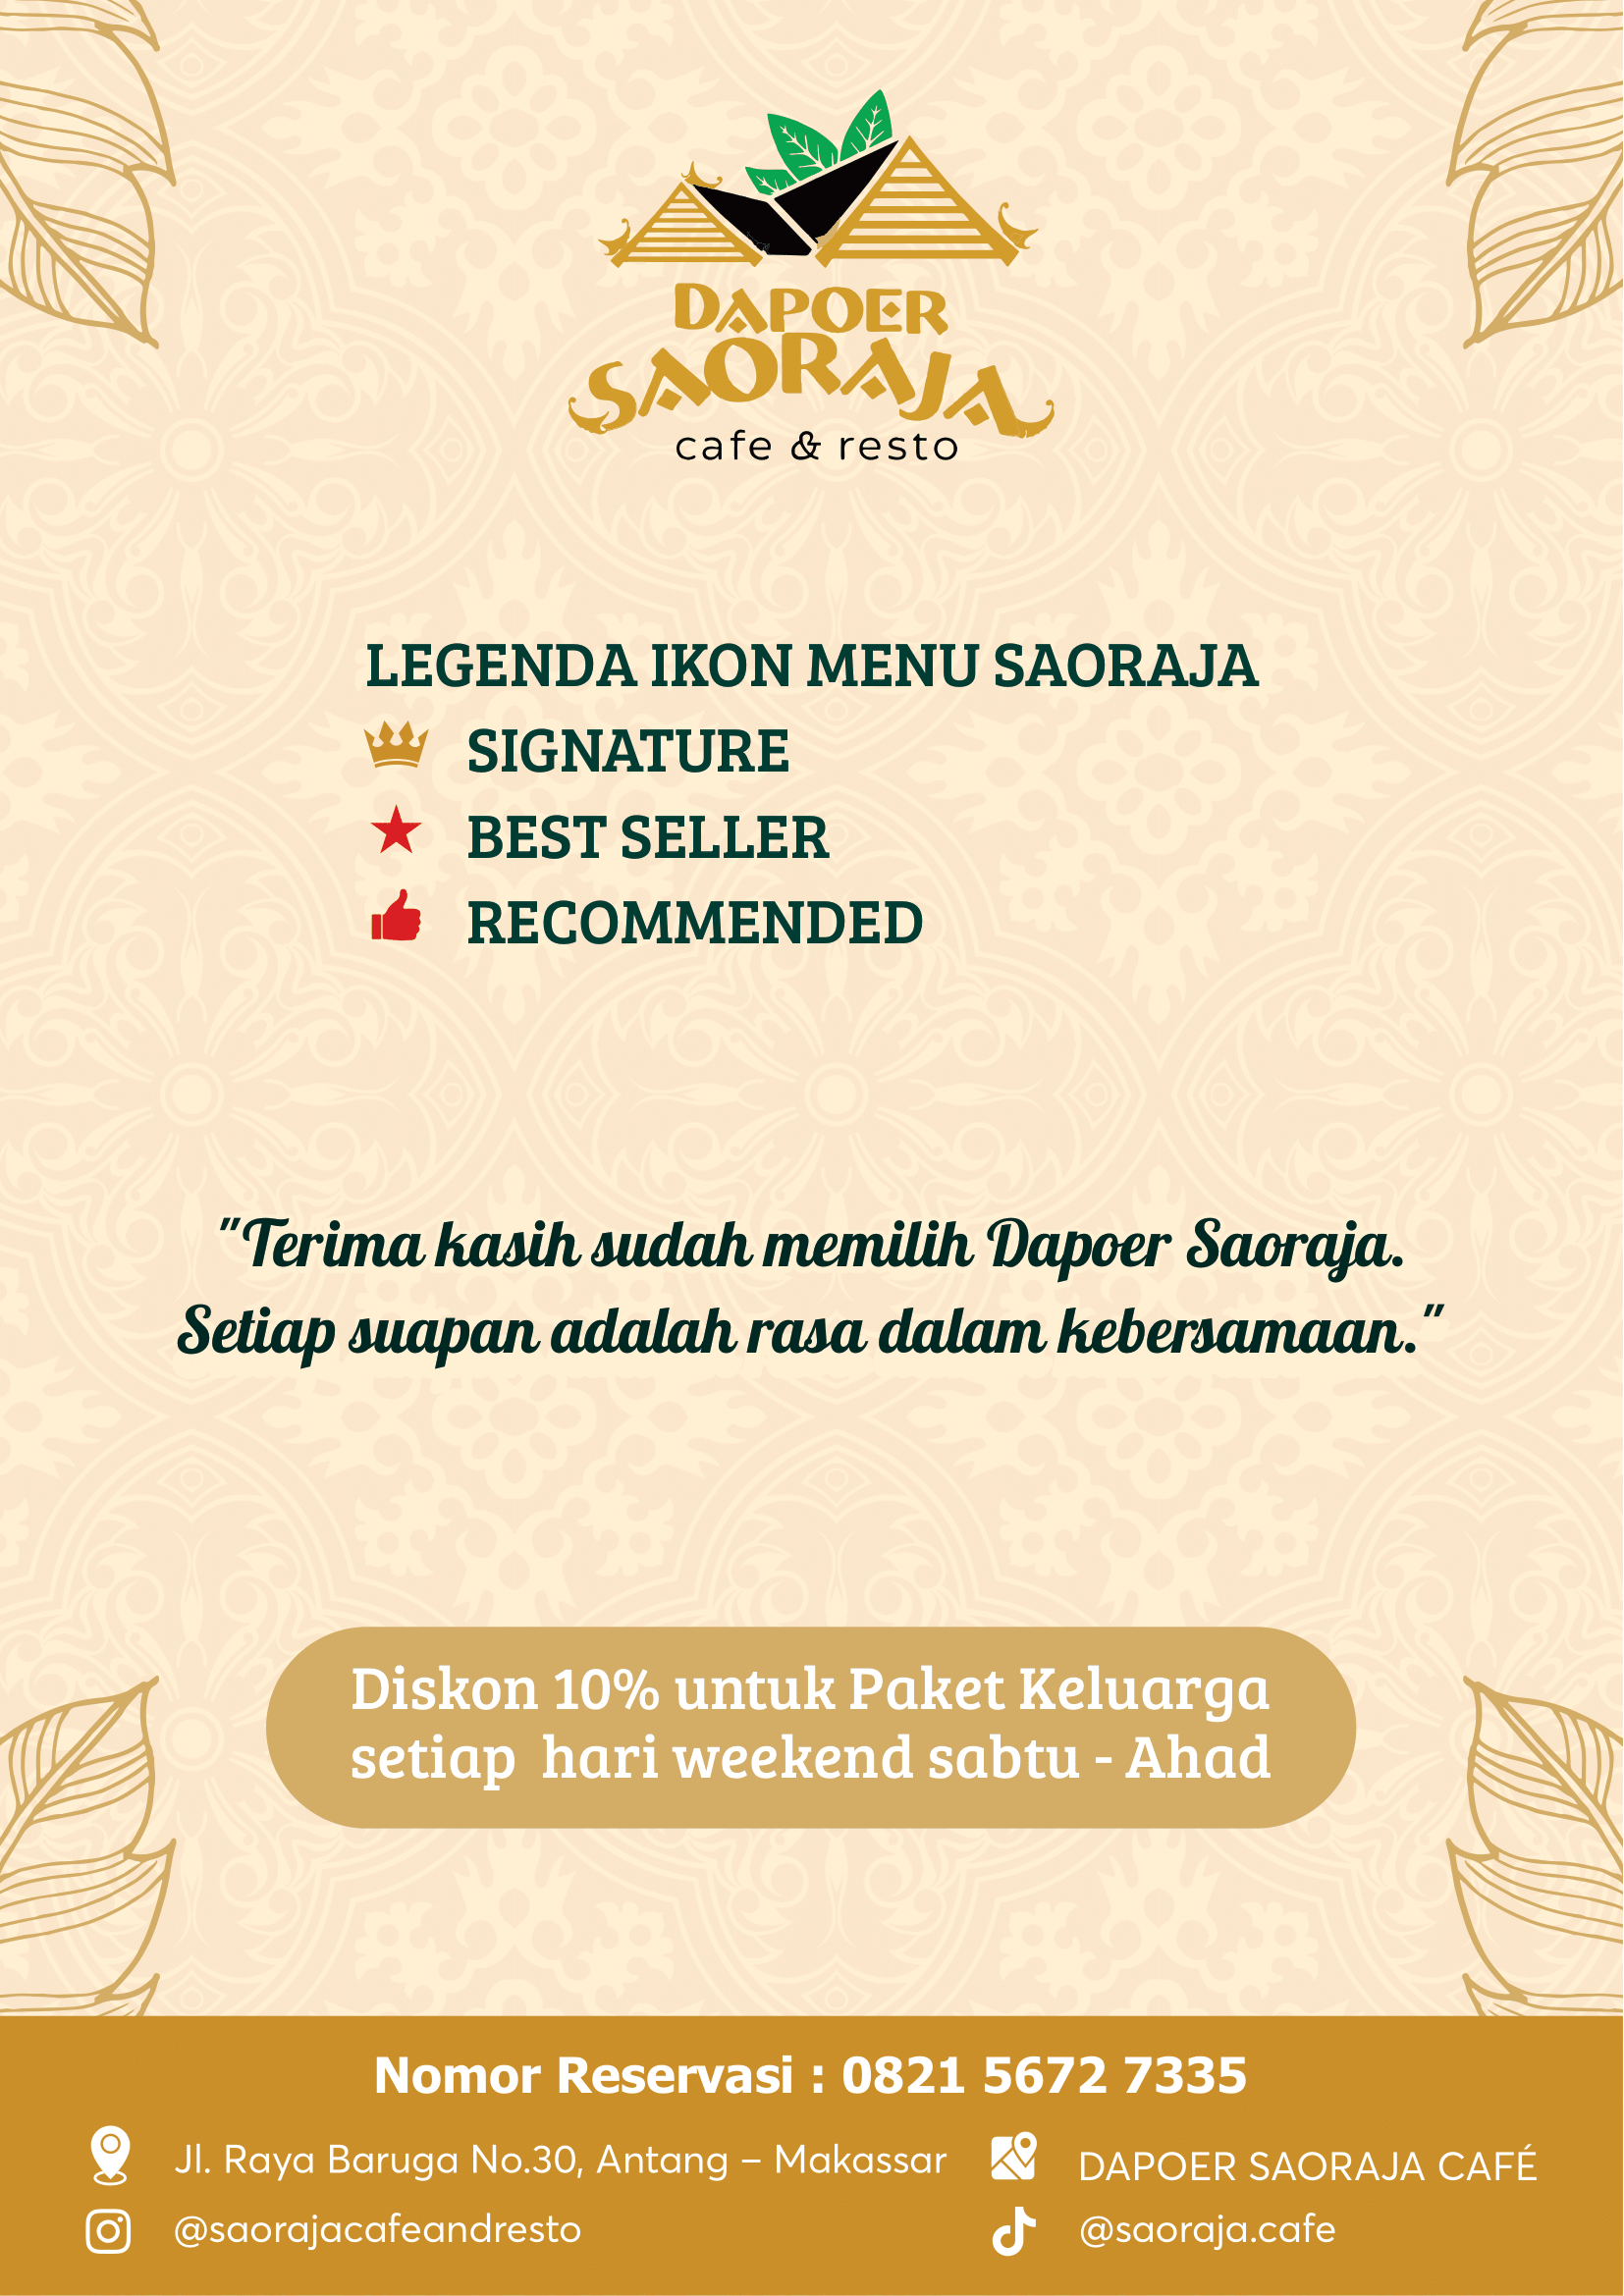 DAPOER
SAORAJA
cafe & resto
LEGENDA IKON MENU SAORAJA
SIGNATURE
BEST SELLER
RECOMMENDED
"Terima kasih sudah memilih Dapoer Saoraja.
Setiap suapan adalah rasa dalam kebersamaan."
Diskon 10% untuk Paket Keluarga
setiap  hari weekend sabtu - Ahad
Nomor Reservasi : 0821 5672 7335
Jl. Raya Baruga No.30, Antang – Makassar
DAPOER SAORAJA CAFÉ
@saorajacafeandresto
@saoraja.cafe